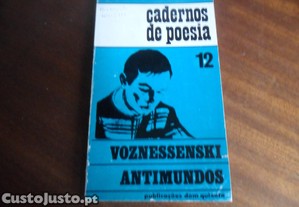 cadernos
de poesia
12
VOZNESSENSKI
ANTIMUNDOS
publicações dom quixote
CustoJusto.pt